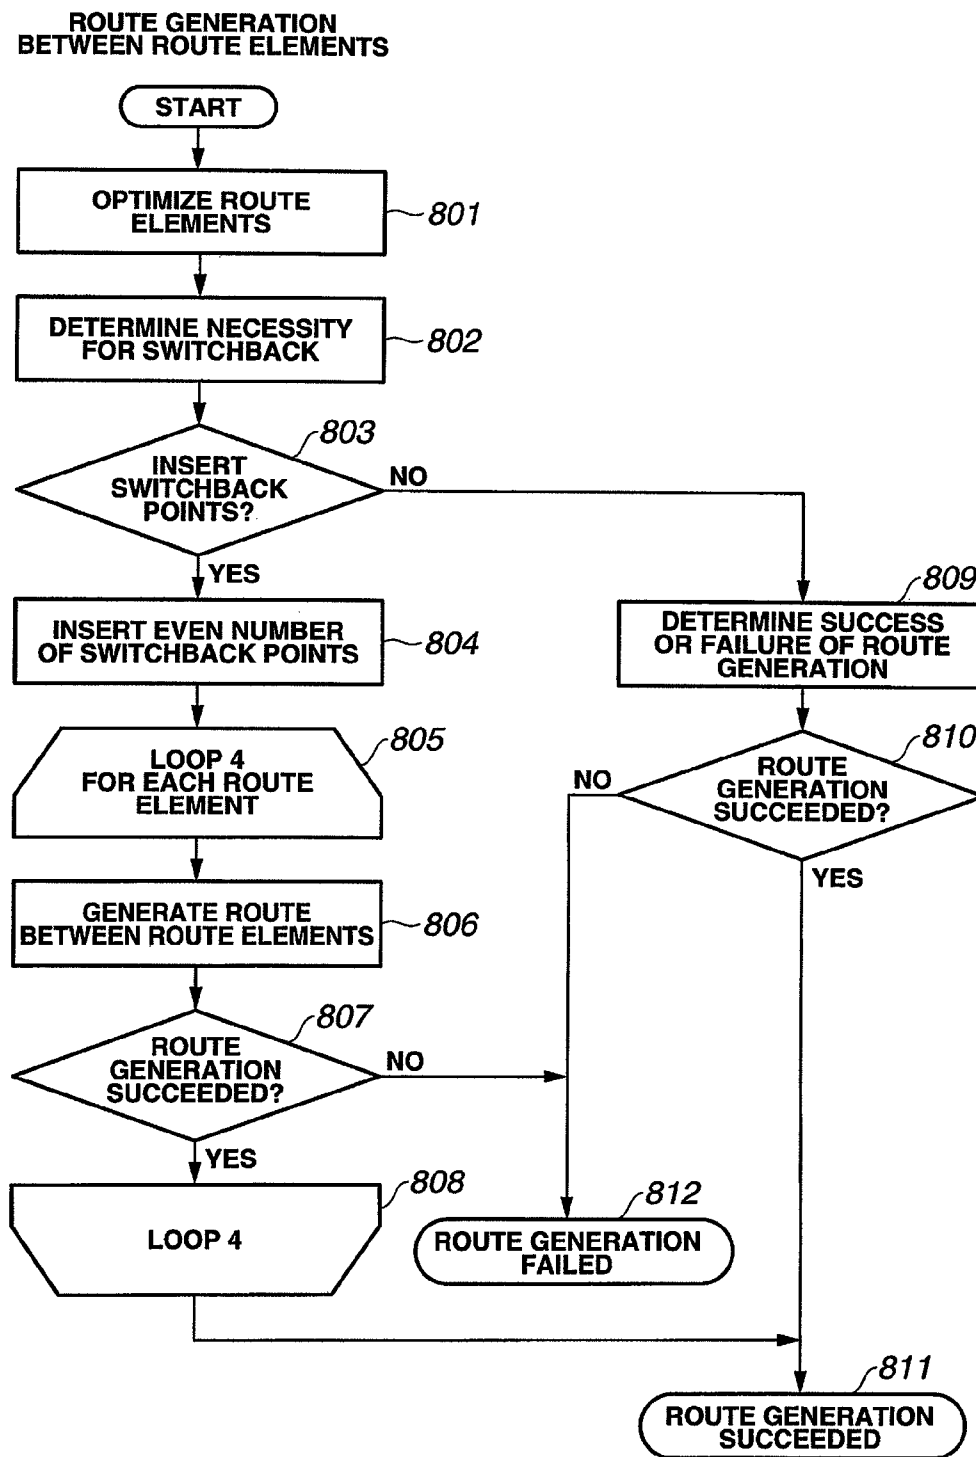 ROUTE GENERATION
BETWEEN ROUTE ELEMENTS
START
OPTIMIZE ROUTE
ELEMENTS
801
DETERMINE NECESSITY
FOR SWITCHBACK
802
803
INSERT
SWITCHBACK
POINTS?
NO
YES
INSERT EVEN NUMBER
OF SWITCHBACK POINTS
804
809
DETERMINE SUCCESS
OR FAILURE OF ROUTE
GENERATION
805
LOOP 4
FOR EACH ROUTE
ELEMENT
810
ROUTE
GENERATION
SUCCEEDED?
NO
YES
GENERATE ROUTE
BETWEEN ROUTE ELEMENTS
806
807
ROUTE
GENERATION
SUCCEEDED?
NO
YES
808
LOOP 4
812
ROUTE GENERATION
FAILED
811
ROUTE GENERATION
SUCCEEDED